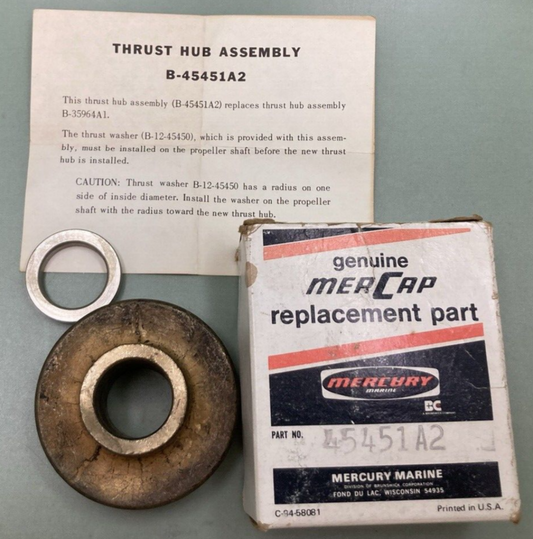 THRUST HUB ASSEMBLY
B-45451A2
This thrust hub assembly (B-45451A2) replaces thrust hub assembly
B-35964A1.
The thrust washer (B-12-45450), which is provided with this assem-
bly, must be installed on the propeller shaft before the new thrust
hub is installed.
CAUTION: Thrust washer B-12-45450 has a radius on one
side of inside diameter. Install the washer on the propeller
shaft with the radius toward the new thrust hub.
genuine
MERCAP
replacement part
MERCURY
MARINE
BC
PART NO. 45451A2
MERCURY MARINE
DIVISION OF BRUNSWICK CORPORATION
FOND DU LAC, WISCONSIN 54935
C-94-58081 Printed in U.S.A.